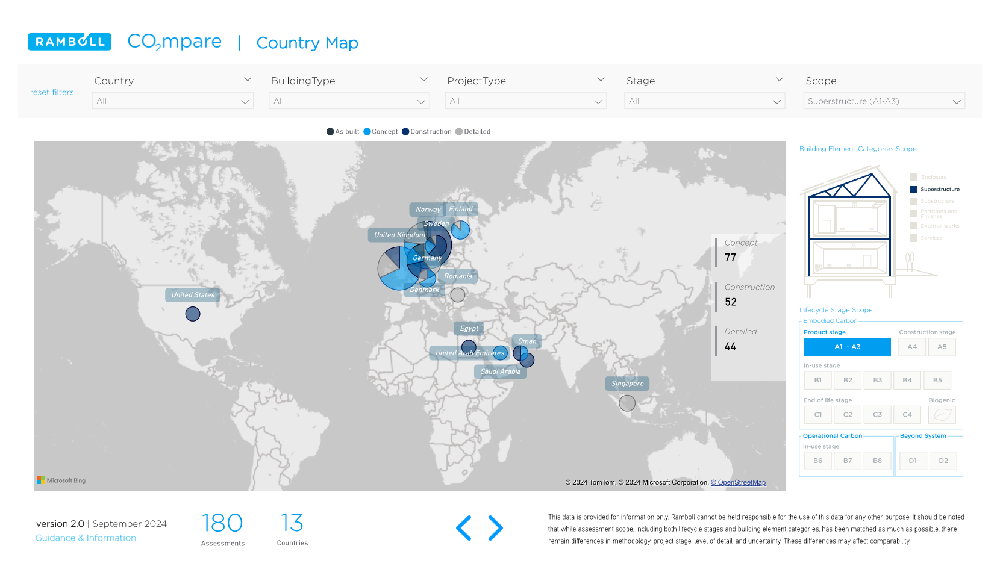 RAMBOLL
CO2mpare | Country Map
reset filters
Country
All
BuildingType
All
ProjectType
All
Stage
All
Scope
Superstructure (A1-A3)
As built Concept Construction Detailed
Norway
Finland
Sweden
United Kingdom
Germany
Romania
Denmark
United States
Egypt
Oman
United Arab Emirates
Saudi Arabia
Singapore
Concept
77
Construction
52
Detailed
44
Microsoft Bing
© 2024 TomTom, © 2024 Microsoft Corporation, © OpenStreetMap
Building Element Categories Scope
Enclosure
Superstructure
Substructure
Partitions and
Finishes
External works
Services
Lifecycle Stage Scope
Embodied Carbon
Product stage
Construction stage
A1 - A3
A4
A5
In-use stage
B1
B2
B3
B4
B5
End of life stage
Biogenic
C1
C2
C3
C4
Operational Carbon
Beyond System
In-use stage
B6
B7
B8
D1
D2
version 2.0 | September 2024
Guidance & Information
180
Assessments
13
Countries
This data is provided for information only. Ramboll cannot be held responsible for the use of this data for any other purpose. It should be noted
that while assessment scope, including both lifecycle stages and building element categories, has been matched as much as possible, there
remain differences in methodology, project stage, level of detail, and uncertainty. These differences may affect comparability.